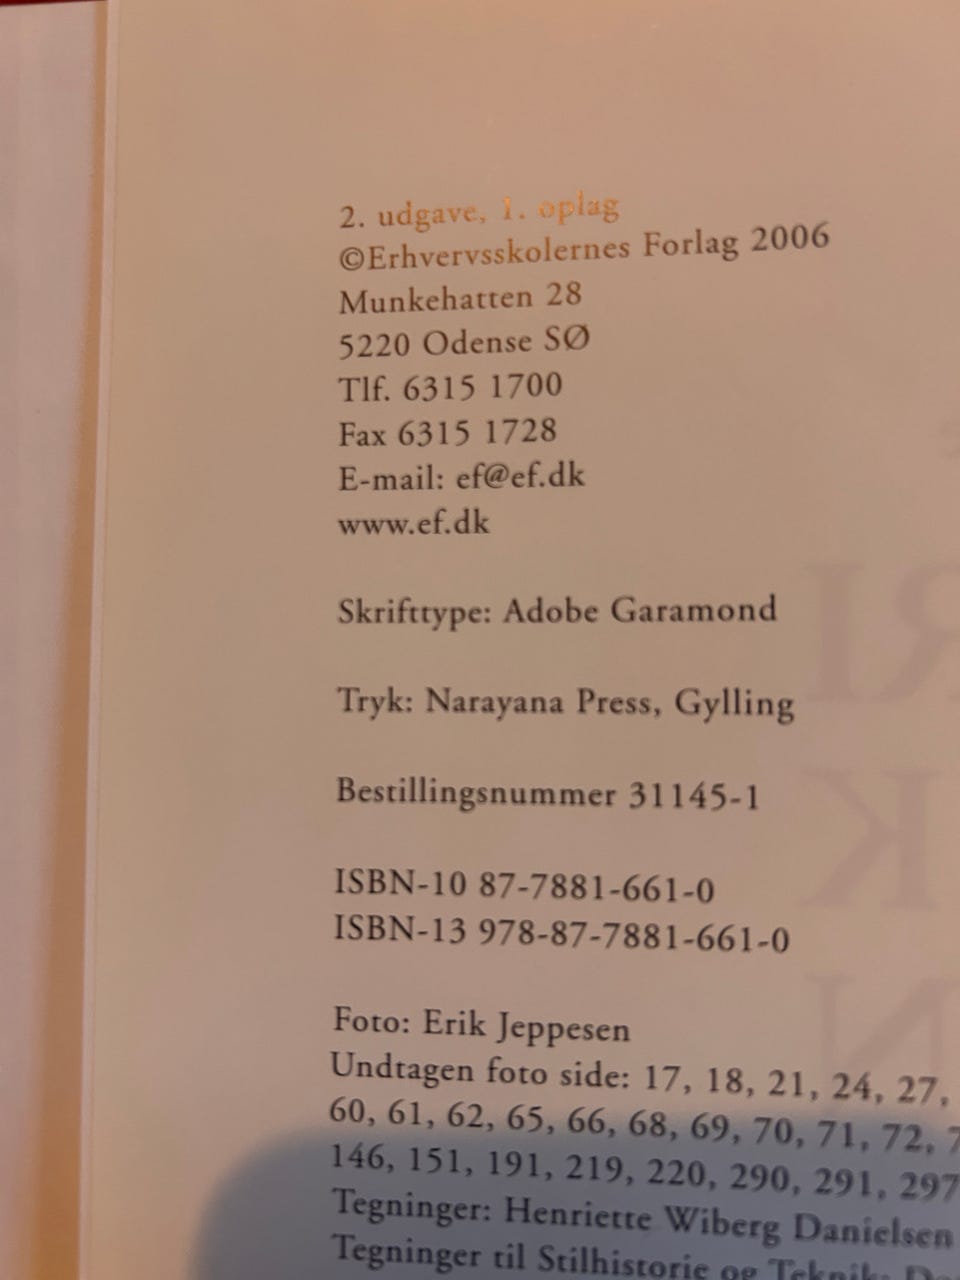 2. udgave, 1. oplag
©Erhvervsskolernes Forlag 2006
Munkehatten 28
5220 Odense SØ
Tlf. 6315 1700
Fax 6315 1728
E-mail: ef@ef.dk
www.ef.dk
Skrifttype: Adobe Garamond
Tryk: Narayana Press, Gylling
Bestillingsnummer 31145-1
ISBN-10 87-7881-661-0
ISBN-13 978-87-7881-661-0
Foto: Erik Jeppesen
Undtagen foto side: 17, 18, 21, 24, 27,
60, 61, 62, 65, 66, 68, 69, 70, 71, 72,
146, 151, 191, 219, 220, 290, 291, 297
Tegninger: Henriette Wiberg Danielsen
Tegninger til Stilhistorie og